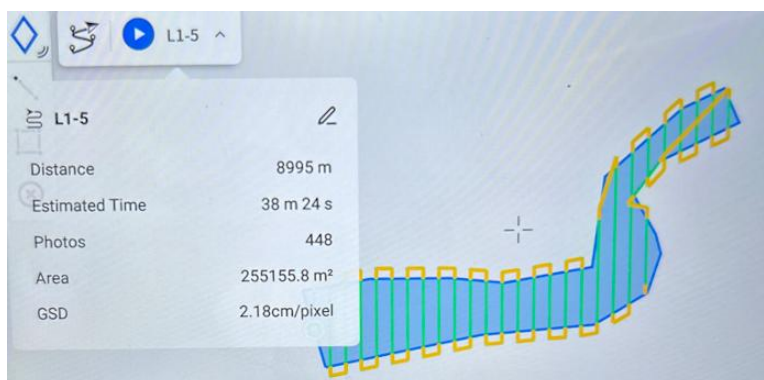 L1-5
L1-5
Distance 8995 m
Estimated Time 38 m 24 s
Photos 448
Area 255155.8 m²
GSD 2.18cm/pixel